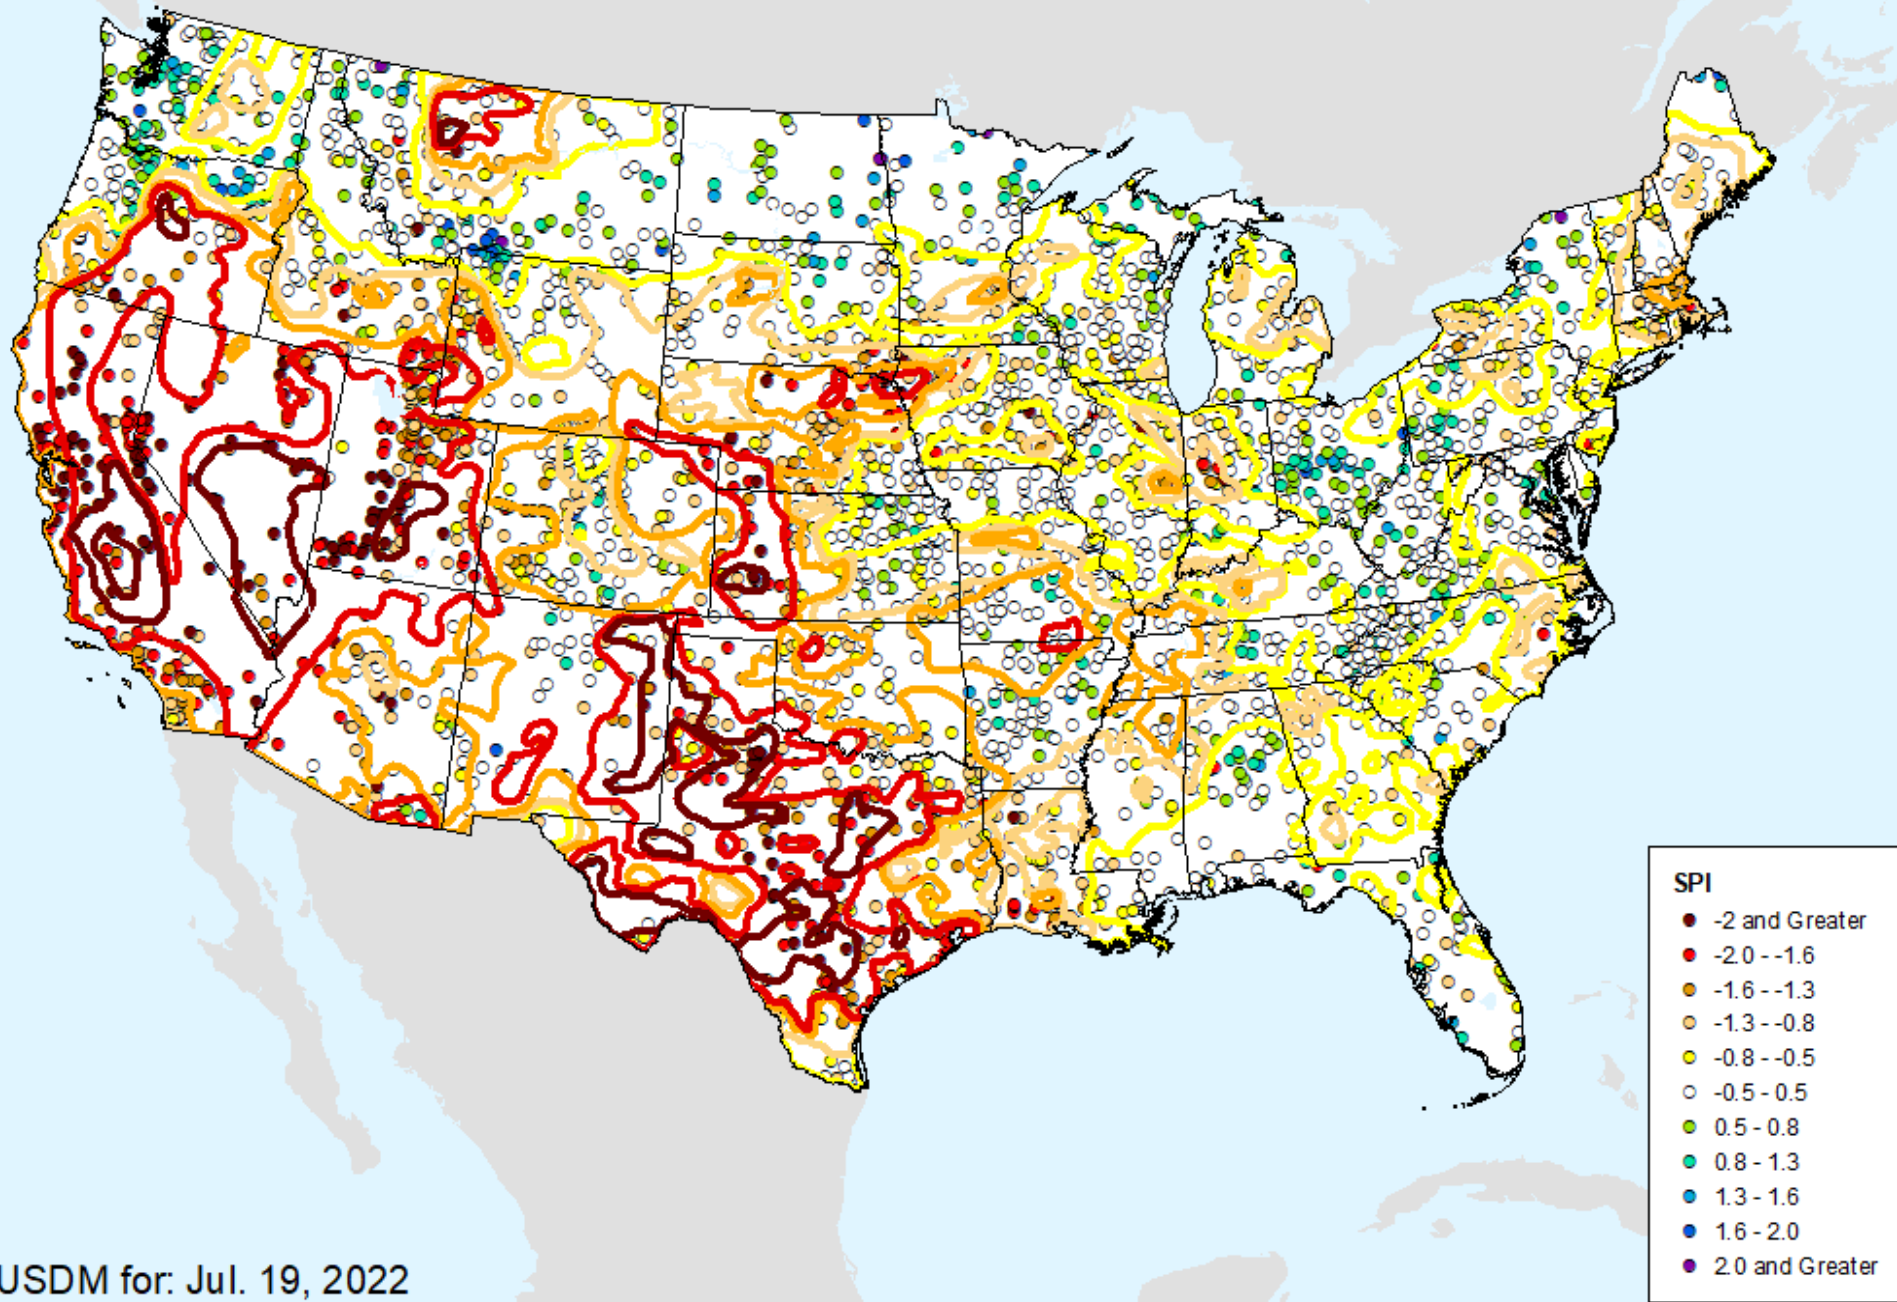 SPI
-2 and Greater
-2.0 - -1.6
-1.6 - -1.3
-1.3 - -0.8
-0.8 - -0.5
-0.5 - 0.5
0.5 - 0.8
0.8 - 1.3
1.3 - 1.6
1.6 - 2.0
2.0 and Greater
USDM for: Jul. 19, 2022